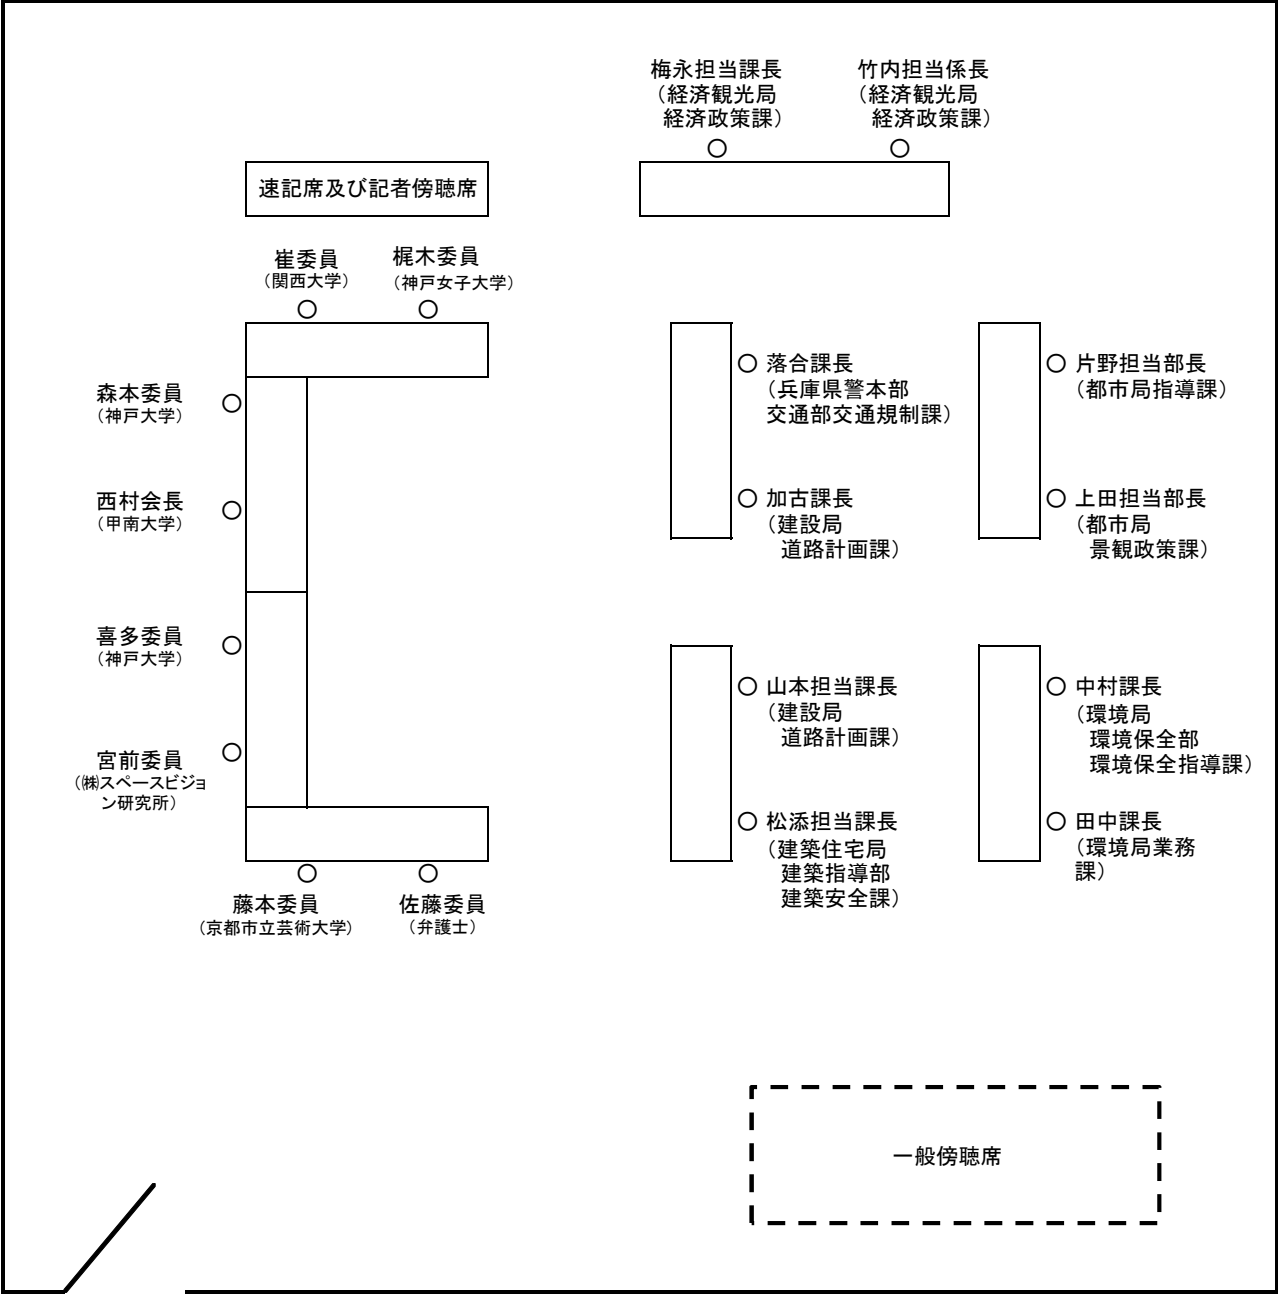 梅永担当課長
（経済観光局
経済政策課）
竹内担当係長
（経済観光局
経済政策課）
速記席及び記者傍聴席
崔委員
（関西大学）
梶木委員
（神戸女子大学）
森本委員
（神戸大学）
西村会長
（甲南大学）
喜多委員
（神戸大学）
宮前委員
（㈱スペースビジョ
ン研究所）
藤本委員
（京都市立芸術大学）
佐藤委員
（弁護士）
落合課長
（兵庫県警本部
交通部交通規制課）
加古課長
（建設局
道路計画課）
山本担当課長
（建設局
道路計画課）
松添担当課長
（建築住宅局
建築指導部
建築安全課）
片野担当部長
（都市局指導課）
上田担当部長
（都市局
景観政策課）
中村課長
（環境局
環境保全部
環境保全指導課）
田中課長
（環境局業務
課）
一般傍聴席